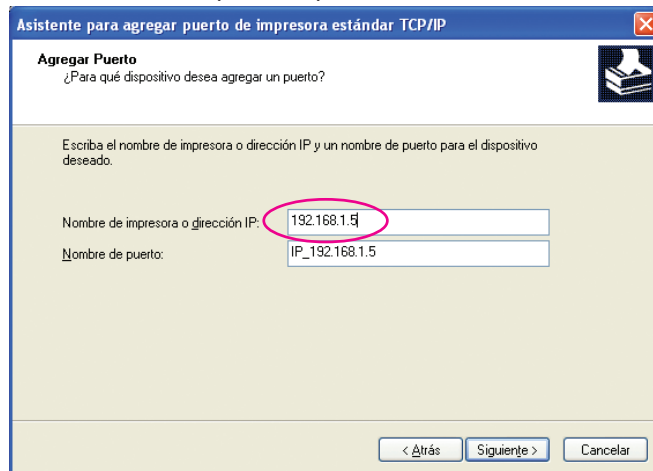 Asistente para agregar puerto de impresora estándar TCP/IP
Agregar Puerto
¿Para qué dispositivo desea agregar un puerto?
Escriba el nombre de impresora o dirección IP y un nombre de puerto para el dispositivo
deseado.
Nombre de impresora o dirección IP: 192.168.1.5
Nombre de puerto: IP_192.168.1.5
< Atrás Siguiente > Cancelar